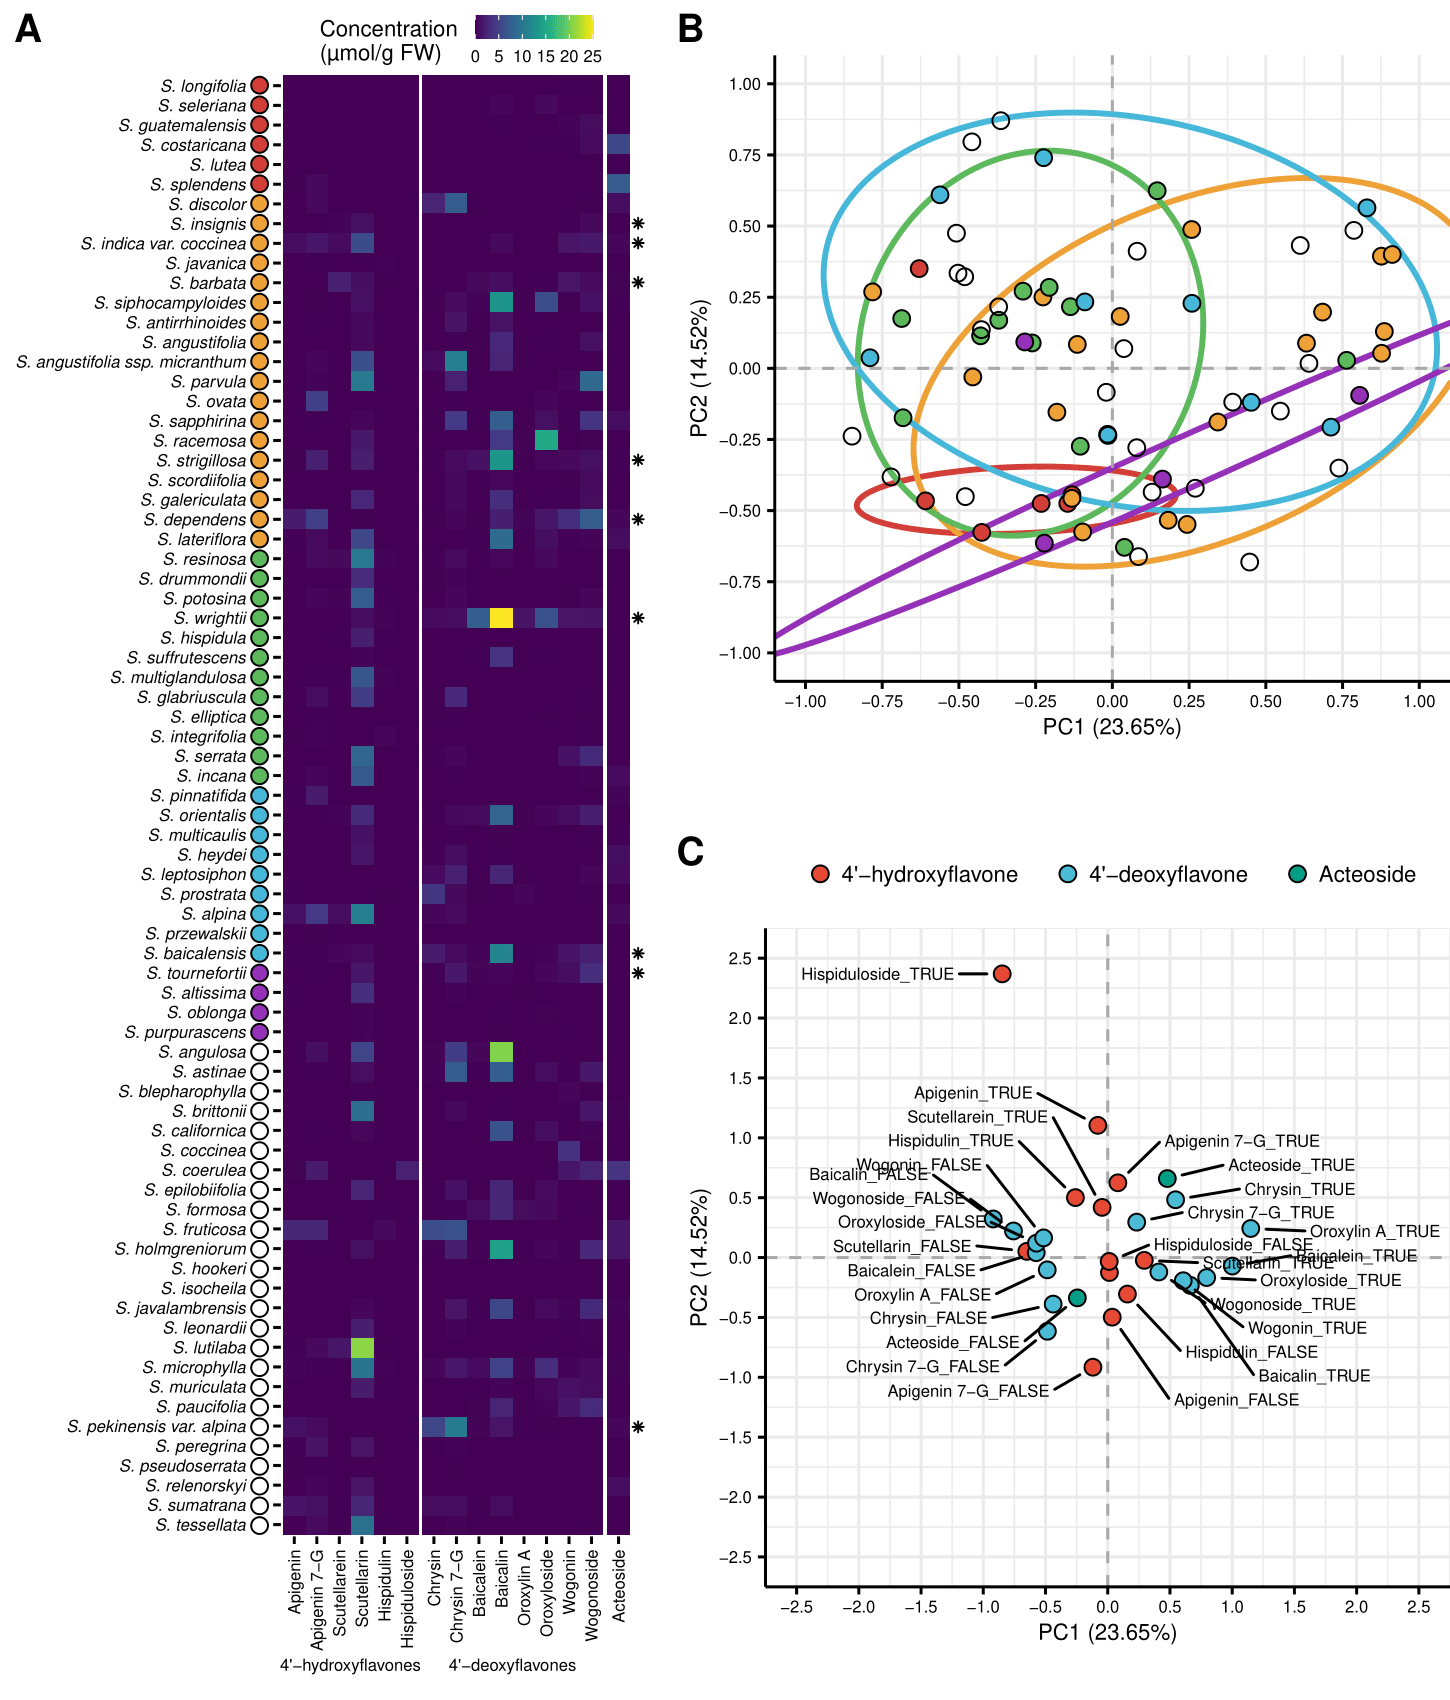 A
Concentration
(μmol/g FW)
0 5 10 15 20 25
S. longifolia
S. seleriana
S. guatemalensis
S. costaricana
S. lutea
S. splendens
S. discolor
S. insignis *
S. indica var. coccinea *
S. javanica
S. barbata *
S. siphocampyloides
S. antirrhinoides
S. angustifolia
S. angustifolia ssp. micranthum
S. parvula
S. ovata
S. sapphirina
S. racemosa
S. strigillosa *
S. scordiifolia
S. galericulata
S. dependens *
S. lateriflora
S. resinosa
S. drummondii
S. potosina
S. wrightii *
S. hispidula
S. suffrutescens
S. multiglandulosa
S. glabriuscula
S. elliptica
S. integrifolia
S. serrata
S. incana
S. pinnatifida
S. orientalis
S. multicaulis
S. heydei
S. leptosiphon
S. prostrata
S. alpina
S. przewalskii
S. baicalensis *
S. tournefortii *
S. altissima
S. oblonga
S. purpurascens
S. angulosa
S. astinae
S. blepharophylla
S. brittonii
S. californica
S. coccinea
S. coerulea
S. epilobiifolia
S. formosa
S. fruticosa
S. holmgreniorum
S. hookeri
S. isocheila
S. javalambrensis
S. leonardii
S. lutilaba
S. microphylla
S. muriculata
S. paucifolia
S. pekinensis var. alpina *
S. peregrina
S. pseudoserrata
S. relenorskyi
S. sumatrana
S. tessellata
Apigenin
Apigenin 7−G
Scutellarein
Scutellarin
Hispidulin
Hispiduloside
Chrysin
Chrysin 7−G
Baicalein
Baicalin
Oroxylin A
Oroxyloside
Wogonin
Wogonoside
Acteoside
4'−hydroxyflavones
4'−deoxyflavones
B
PC2 (14.52%)
1.00
0.75
0.50
0.25
0.00
−0.25
−0.50
−0.75
−1.00
−1.00 −0.75 −0.50 −0.25 0.00 0.25 0.50 0.75 1.00
PC1 (23.65%)
C
4'−hydroxyflavone
4'−deoxyflavone
Acteoside
PC2 (14.52%)
2.5
2.0
1.5
1.0
0.5
0.0
−0.5
−1.0
−1.5
−2.0
−2.5
Hispiduloside_TRUE
Apigenin_TRUE
Scutellarein_TRUE
Hispidulin_TRUE
Wogonin_FALSE
Baicalin_FALSE
Wogonoside_FALSE
Oroxyloside_FALSE
Scutellarin_FALSE
Baicalein_FALSE
Oroxylin A_FALSE
Chrysin_FALSE
Acteoside_FALSE
Chrysin 7−G_FALSE
Apigenin 7−G_FALSE
Apigenin 7−G_TRUE
Acteoside_TRUE
Chrysin_TRUE
Chrysin 7−G_TRUE
Oroxylin A_TRUE
Hispiduloside_FALSE
Baicalein_TRUE
Scutellarin_TRUE
Oroxyloside_TRUE
Wogonoside_TRUE
Wogonin_TRUE
Hispidulin_FALSE
Baicalin_TRUE
Apigenin_FALSE
−2.5 −2.0 −1.5 −1.0 −0.5 0.0 0.5 1.0 1.5 2.0 2.5
PC1 (23.65%)